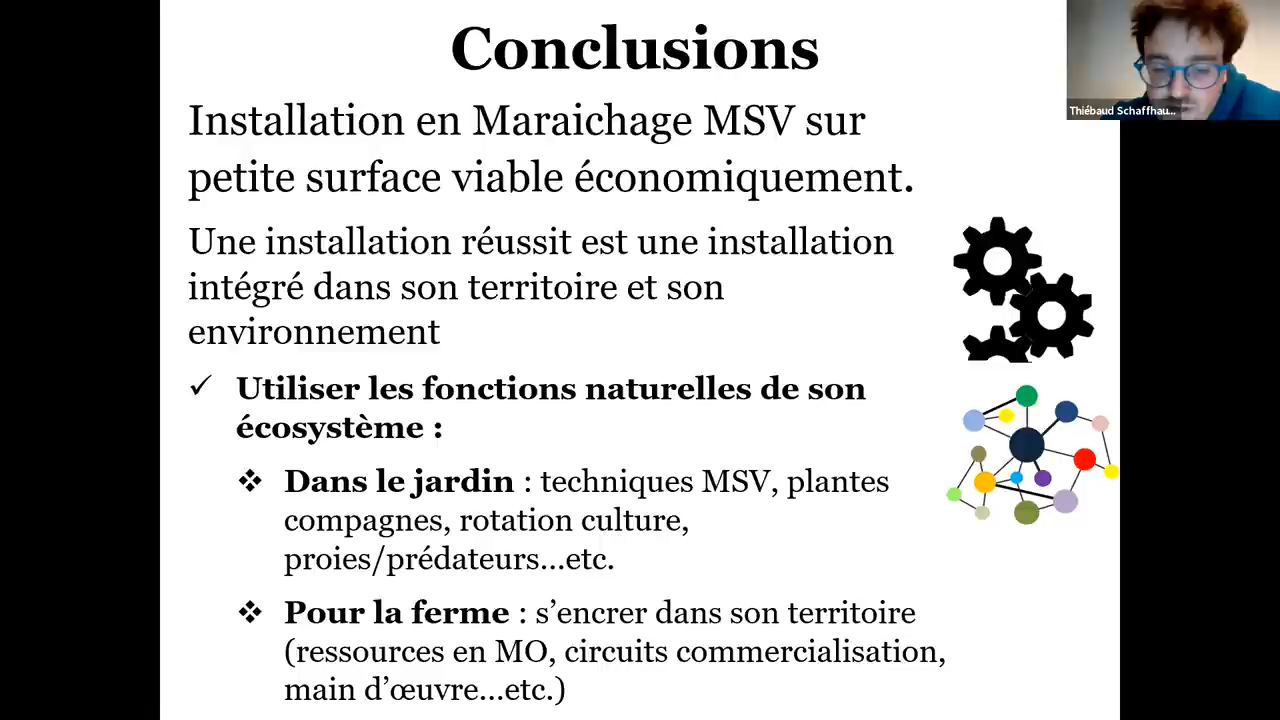 Conclusions
Thiébaud Schaffhau...
Installation en Maraichage MSV sur
petite surface viable économiquement.
Une installation réussit est une installation
intégré dans son territoire et son
environnement
✓ Utiliser les fonctions naturelles de son
écosystème :
❖ Dans le jardin : techniques MSV, plantes
compagnes, rotation culture,
proies/prédateurs...etc.
❖ Pour la ferme : s'encrer dans son territoire
(ressources en MO, circuits commercialisation,
main d'œuvre...etc.)